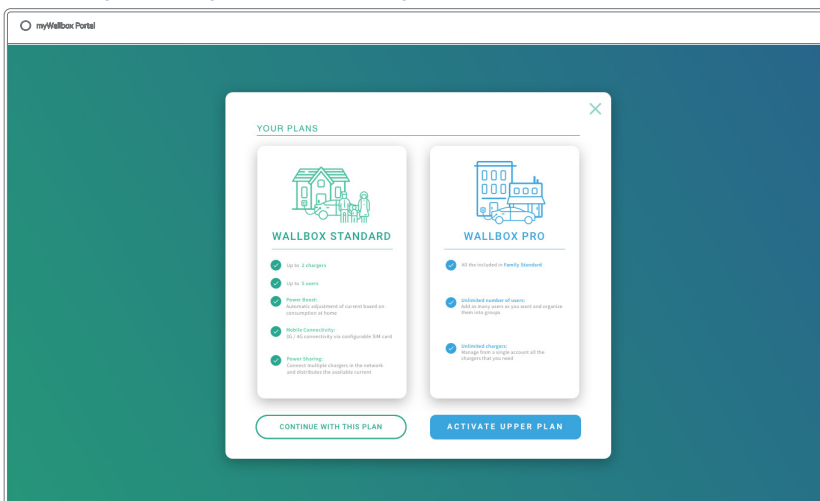 myWallbox Portal
YOUR PLANS
WALLBOX STANDARD
Up to 2 chargers
Up to 5 users
Power Boost:
Automatic adjustment of current based on
consumption at home
Mobile Connectivity:
3G / 4G connectivity via configurable SIM card
Power Sharing:
Connect multiple chargers in the network
and distributes the available current
CONTINUE WITH THIS PLAN
WALLBOX PRO
All the included in Family Standard
Unlimited number of users:
Add as many users as you want and organize
them into groups
Unlimited chargers:
Manage from a single account all the
chargers that you need
ACTIVATE UPPER PLAN